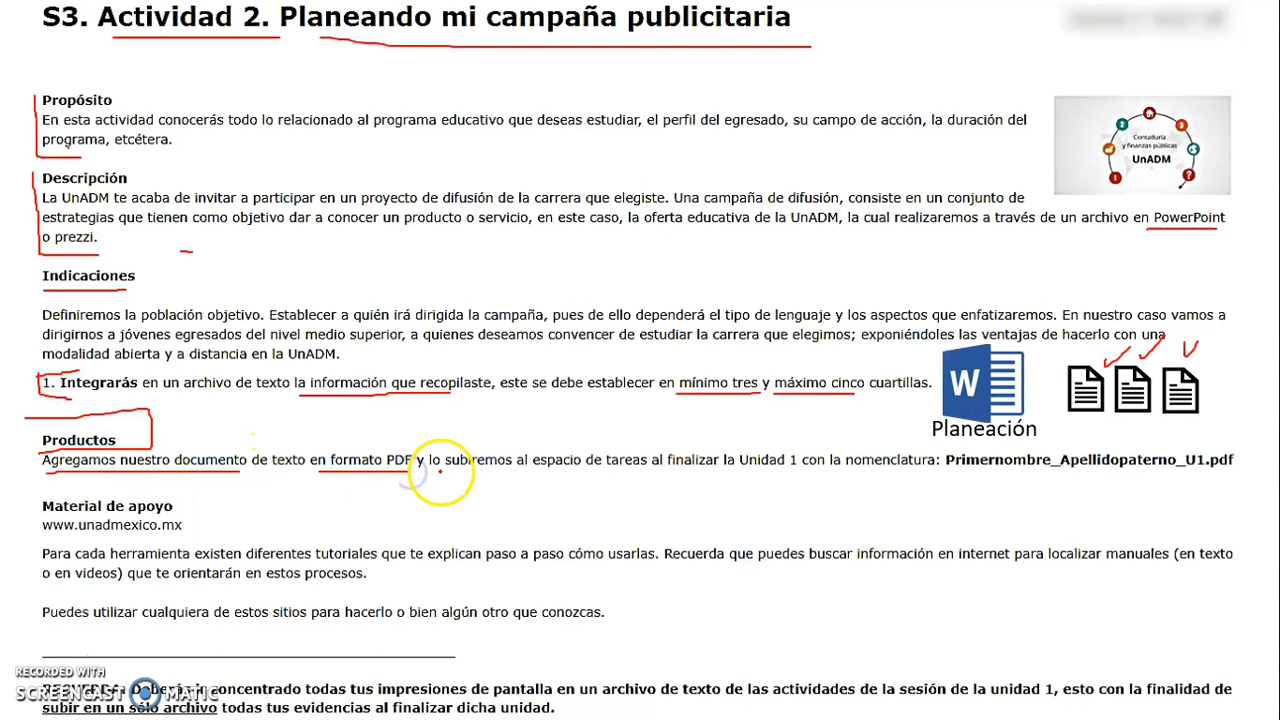 S3. Actividad 2. Planeando mi campaña publicitaria
Propósito
En esta actividad conocerás todo lo relacionado al programa educativo que deseas estudiar, el perfil del egresado, su campo de acción, la duración del
programa, etcétera.
Contaduría
y finanzas públicas
UnADM
Descripción
La UnADM te acaba de invitar a participar en un proyecto de difusión de la carrera que elegiste. Una campaña de difusión, consiste en un conjunto de
estrategias que tienen como objetivo dar a conocer un producto o servicio, en este caso, la oferta educativa de la UnADM, la cual realizaremos a través de un archivo en PowerPoint
o prezzi.
Indicaciones
Definiremos la población objetivo. Establecer a quién irá dirigida la campaña, pues de ello dependerá el tipo de lenguaje y los aspectos que enfatizaremos. En nuestro caso vamos a
dirigirnos a jóvenes egresados del nivel medio superior, a quienes deseamos convencer de estudiar la carrera que elegimos; exponiéndoles las ventajas de hacerlo con una
modalidad abierta y a distancia en la UnADM.
1. Integrarás en un archivo de texto la información que recopilaste, este se debe establecer en mínimo tres y máximo cinco cuartillas.
W
Planeación
Productos
Agregamos nuestro documento de texto en formato PDF y lo subiremos al espacio de tareas al finalizar la Unidad 1 con la nomenclatura: Primernombre_Apellidopaterno_U1.pdf
Material de apoyo
www.unadmexico.mx
Para cada herramienta existen diferentes tutoriales que te explican paso a paso cómo usarlas. Recuerda que puedes buscar información en internet para localizar manuales (en texto
o en videos) que te orientarán en estos procesos.
Puedes utilizar cualquiera de estos sitios para hacerlo o bien algún otro que conozcas.
RECORDED WITH
SCREENCAST MATIC
concentrado todas tus impresiones de pantalla en un archivo de texto de las actividades de la sesión de la unidad 1, esto con la finalidad de
subir en un sólo archivo todas tus evidencias al finalizar dicha unidad.